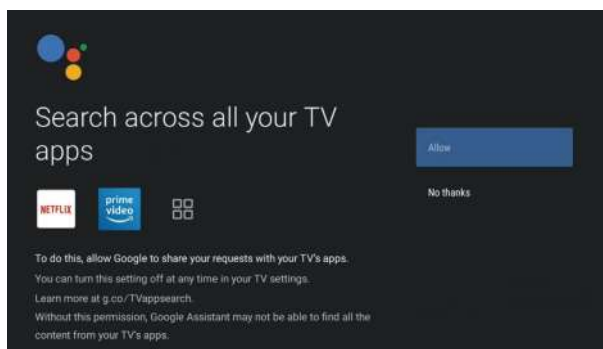 Search across all your TV
apps
NETFLIX
prime
video
To do this, allow Google to share your requests with your TV's apps.
You can turn this setting off at any time in your TV settings.
Learn more at g.co/TVappsearch.
Without this permission, Google Assistant may not be able to find all the
content from your TV's apps.
Allow
No thanks